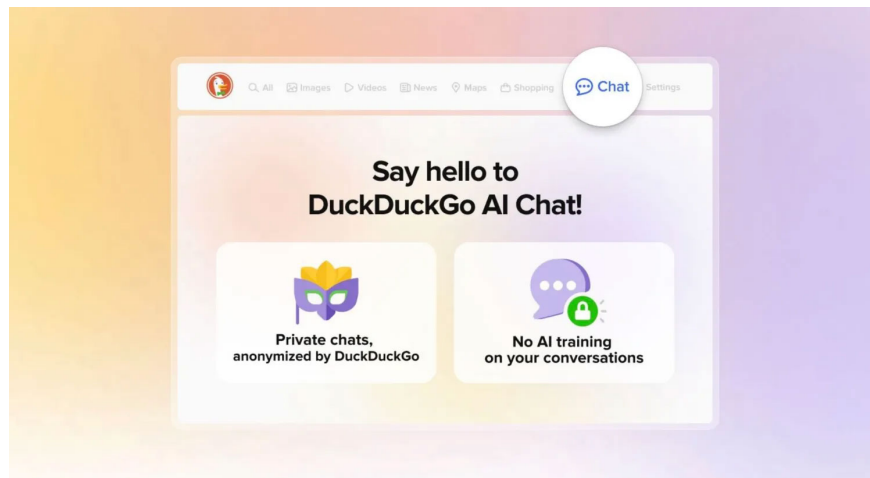 All Images Videos News Maps Shopping Chat Settings
Say hello to
DuckDuckGo AI Chat!
Private chats,
anonymized by DuckDuckGo
No AI training
on your conversations